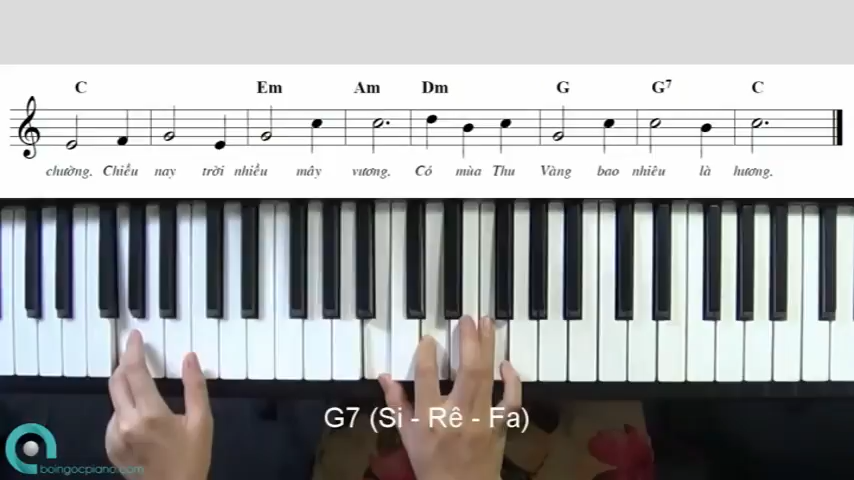 C Em Am Dm G G7 C
chường. Chiều nay trời nhiều mây vương. Có mùa Thu Vàng bao nhiêu là hương.
G7 (Si - Rê - Fa)
boingocpiano.com